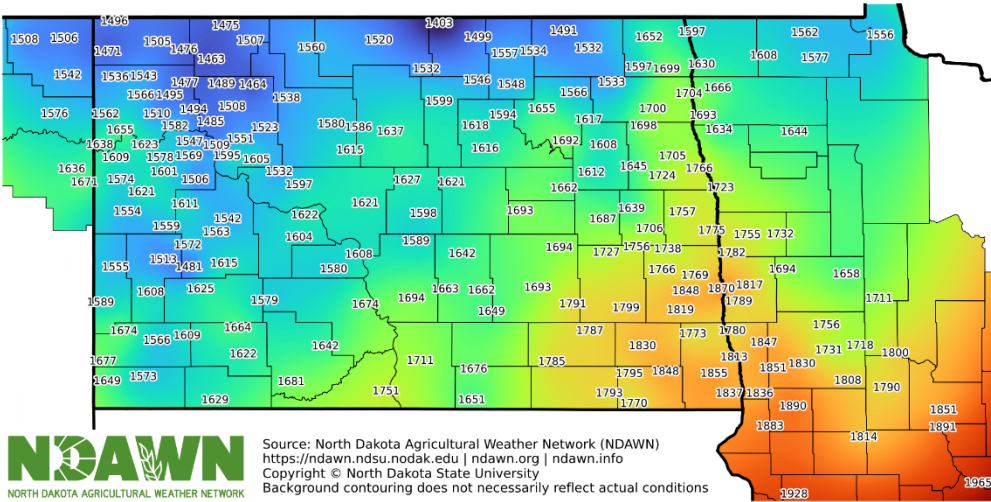 1496 1475 1403
1508 1506 1505 1507 1520 1499 1491 1652 1597 1562 1556
1471 1476 1463 1560 1557 1534 1532 1608 1577
1542 1536 1543 1477 1489 1464 1532 1546 1548 1533 1597 1699 1630
1566 1495 1538 1599 1566 1704 1666
1576 1562 1510 1494 1508 1594 1655 1700 1693
1655 1582 1485 1523 1580 1586 1637 1618 1617 1698 1634 1644
1638 1623 1547 1509 1551 1615 1616 1692 1608
1609 1578 1569 1595 1605 1705
1636 1601 1532 1612 1645 1724 1766
1671 1574 1506 1597 1627 1621 1662 1723
1621 1611 1621
1554 1542 1622 1598 1693 1687 1639 1757
1559 1563 1604 1706 1775 1755 1732
1572 1608 1589 1642 1694 1727 1756 1738 1782
1555 1513 1481 1615 1580 1766 1769 1694 1658
1608 1625 1663 1662 1693 1848 1870 1817
1589 1579 1674 1694 1649 1791 1799 1819 1789 1711
1674 1664 1787 1773 1780 1756
1566 1609 1642 1830 1847 1731 1718
1677 1622 1711 1676 1785 1813 1851 1830 1800
1649 1573 1681 1795 1848 1855 1808 1790
1629 1751 1651 1793 1770 1837 1836 1890 1851
1883 1814 1891
1928 1965
NDAWN
NORTH DAKOTA AGRICULTURAL WEATHER NETWORK
Source: North Dakota Agricultural Weather Network (NDAWN)
https://ndawn.ndsu.nodak.edu | ndawn.org | ndawn.info
Copyright © North Dakota State University
Background contouring does not necessarily reflect actual conditions